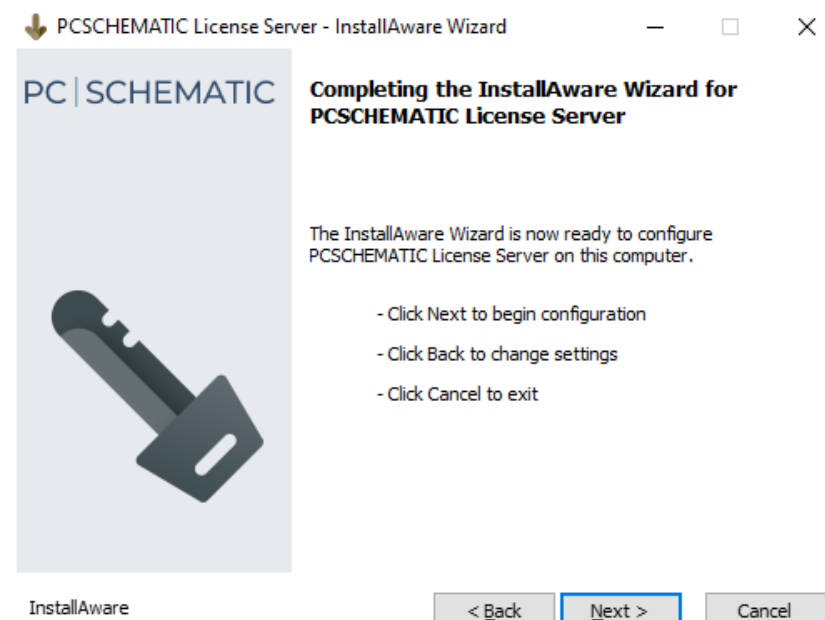 PCSCHEMATIC License Server - InstallAware Wizard
PC|SCHEMATIC
Completing the InstallAware Wizard for
PCSCHEMATIC License Server
The InstallAware Wizard is now ready to configure
PCSCHEMATIC License Server on this computer.
- Click Next to begin configuration
- Click Back to change settings
- Click Cancel to exit
InstallAware
< Back
Next >
Cancel